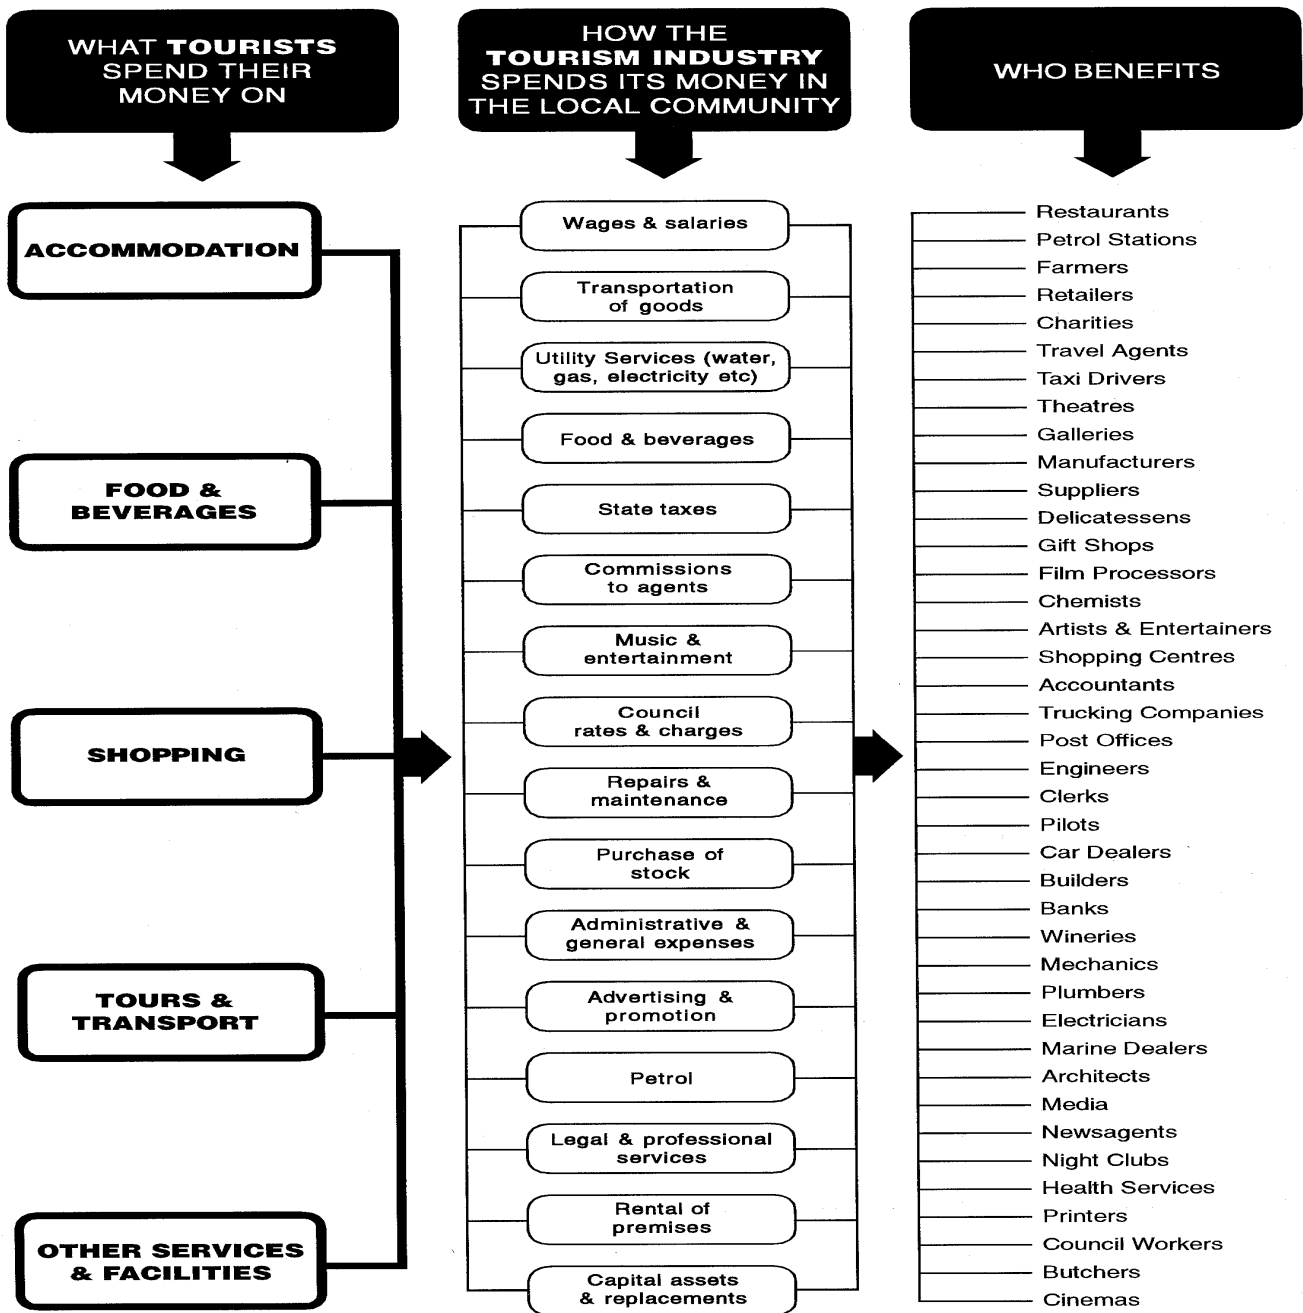 WHAT TOURISTS
SPEND THEIR
MONEY ON
ACCOMMODATION
FOOD &
BEVERAGES
SHOPPING
TOURS &
TRANSPORT
OTHER SERVICES
& FACILITIES
HOW THE
TOURISM INDUSTRY
SPENDS ITS MONEY IN
THE LOCAL COMMUNITY
Wages & salaries
Transportation
of goods
Utility Services (water,
gas, electricity etc)
Food & beverages
State taxes
Commissions
to agents
Music &
entertainment
Council
rates & charges
Repairs &
maintenance
Purchase of
stock
Administrative &
general expenses
Advertising &
promotion
Petrol
Legal & professional
services
Rental of
premises
Capital assets
& replacements
WHO BENEFITS
Restaurants
Petrol Stations
Farmers
Retailers
Charities
Travel Agents
Taxi Drivers
Theatres
Galleries
Manufacturers
Suppliers
Delicatessens
Gift Shops
Film Processors
Chemists
Artists & Entertainers
Shopping Centres
Accountants
Trucking Companies
Post Offices
Engineers
Clerks
Pilots
Car Dealers
Builders
Banks
Wineries
Mechanics
Plumbers
Electricians
Marine Dealers
Architects
Media
Newsagents
Night Clubs
Health Services
Printers
Council Workers
Butchers
Cinemas